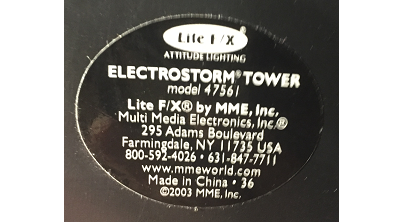 Lite F/X®
ATTITUDE LIGHTING
ELECTROSTORM® TOWER
model 47561
Lite F/X® by MME, Inc.
Multi Media Electronics, Inc.®
295 Adams Boulevard
Farmingdale, NY 11735 USA
800-592-4026 • 631-847-7711
www.mmeworld.com
Made in China • 36
©2003 MME, Inc.